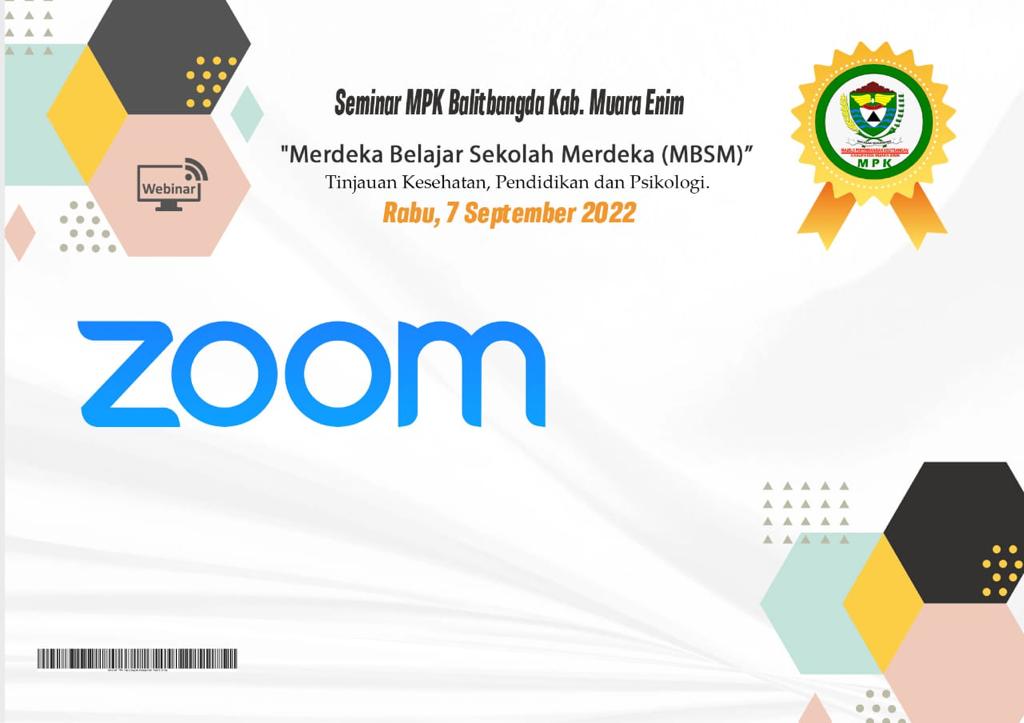 Seminar MPK Balitbangda Kab. Muara Enim
"Merdeka Belajar Sekolah Merdeka (MBSM)”
Tinjauan Kesehatan, Pendidikan dan Psikologi.
Rabu, 7 September 2022
Webinar
MPK
zoom